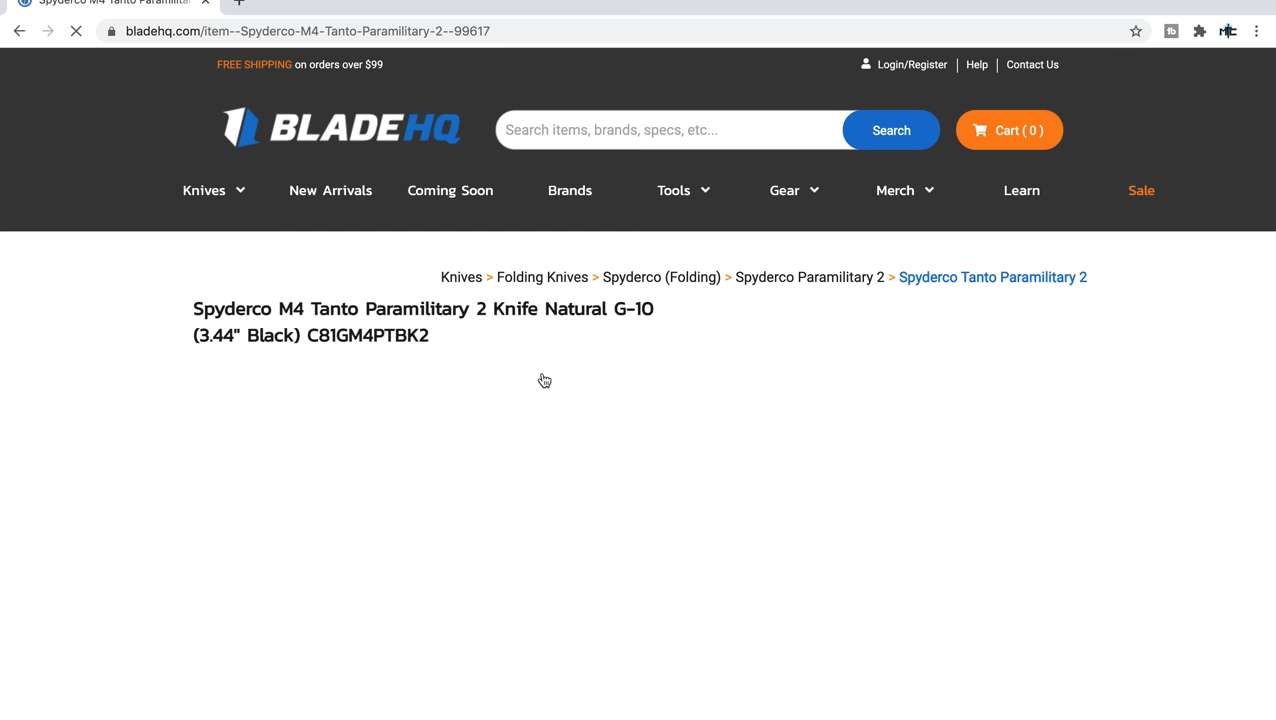 Spyderco M4 Tanto Paramilitar
bladehq.com/item--Spyderco-M4-Tanto-Paramilitary-2--99617
FREE SHIPPING on orders over $99
Login/Register | Help | Contact Us
BLADEHQ
Search items, brands, specs, etc...
Search
Cart ( 0 )
Knives New Arrivals Coming Soon Brands Tools Gear Merch Learn Sale
Knives > Folding Knives > Spyderco (Folding) > Spyderco Paramilitary 2 > Spyderco Tanto Paramilitary 2
Spyderco M4 Tanto Paramilitary 2 Knife Natural G-10
(3.44" Black) C81GM4PTBK2